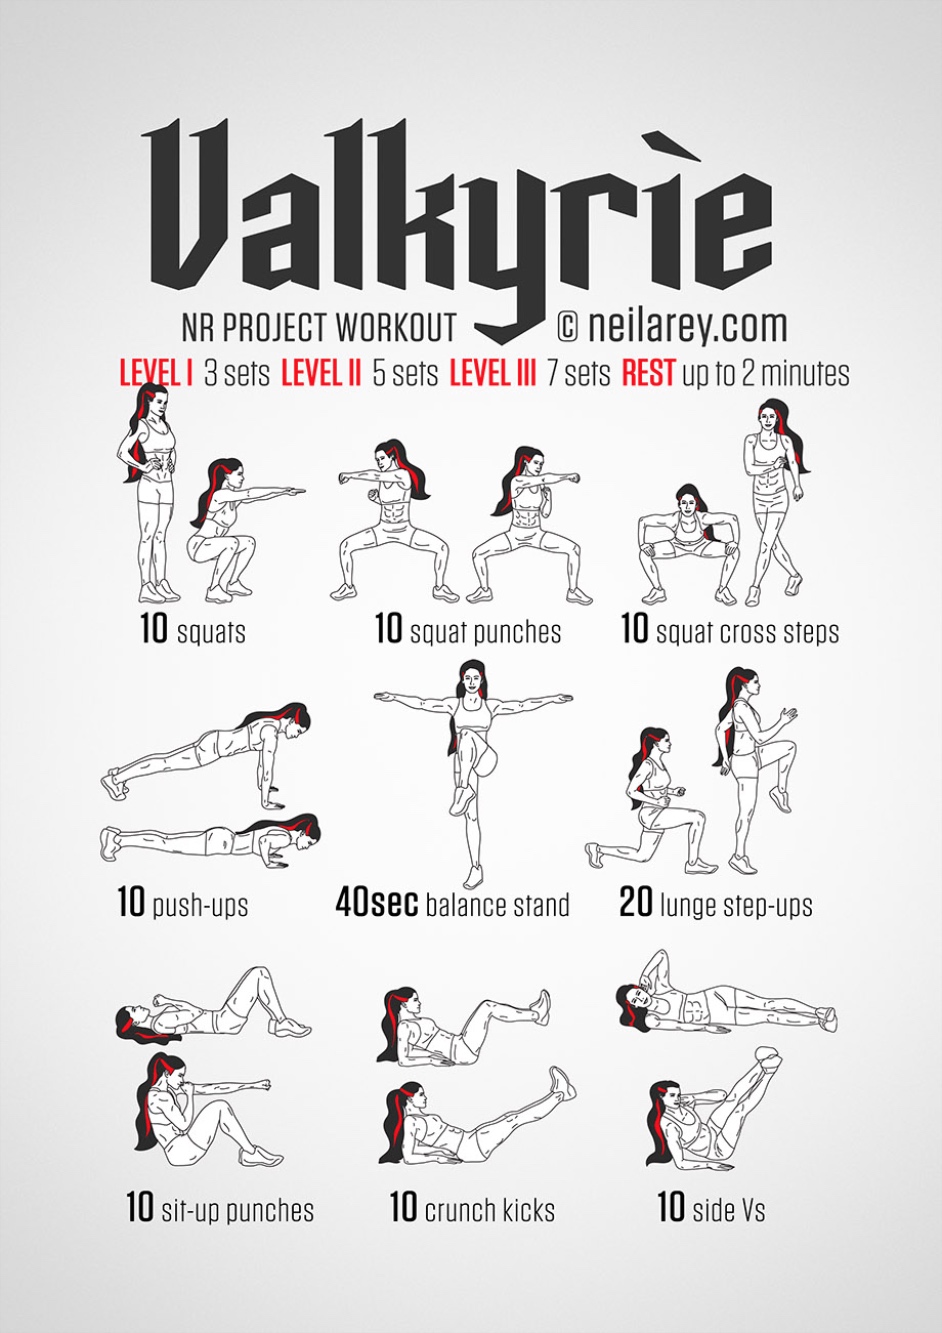 Valkyriè
NR PROJECT WORKOUT © neilarey.com
LEVEL I 3 sets LEVEL II 5 sets LEVEL III 7 sets REST up to 2 minutes
10 squats
10 squat punches
10 squat cross steps
10 push-ups
40sec balance stand
20 lunge step-ups
10 sit-up punches
10 crunch kicks
10 side Vs